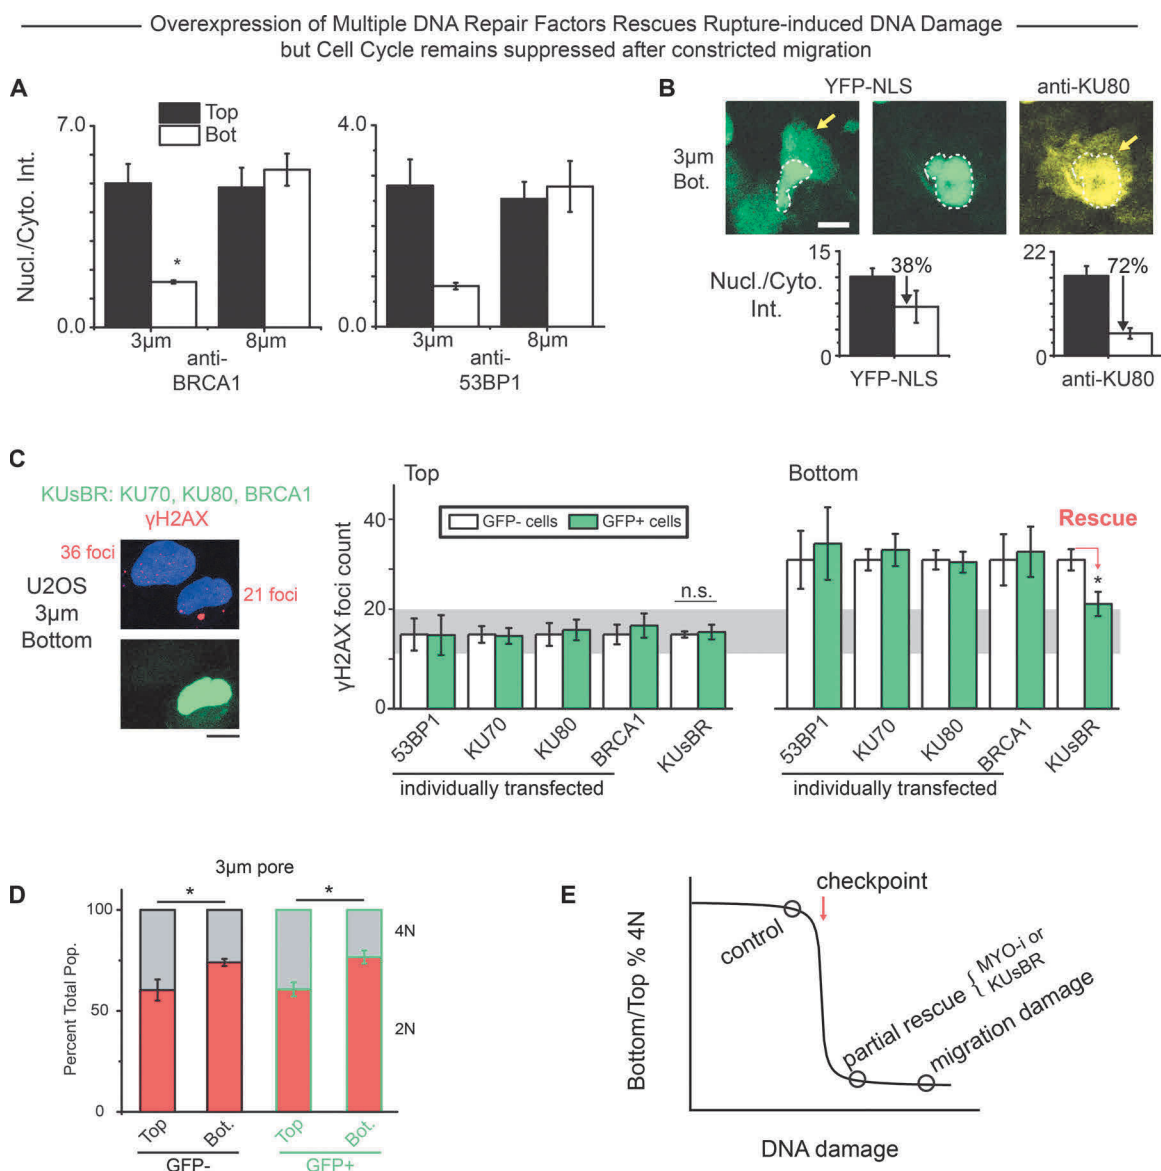 Overexpression of Multiple DNA Repair Factors Rescues Rupture-induced DNA Damage
but Cell Cycle remains suppressed after constricted migration
A
Top
Bot
Nucl./Cyto. Int.
7.0
0.0
*
3µm
8µm
anti-
BRCA1
4.0
0.0
3µm
8µm
anti-
53BP1
B
YFP-NLS
anti-KU80
3µm
Bot.
Nucl./Cyto.
Int.
15
0
38%
YFP-NLS
22
0
72%
anti-KU80
C
KUsBR: KU70, KU80, BRCA1
γH2AX
36 foci
21 foci
U2OS
3µm
Bottom
Top
γH2AX foci count
40
20
0
GFP- cells
GFP+ cells
n.s.
53BP1
KU70
KU80
BRCA1
KUsBR
individually transfected
Bottom
Rescue
*
53BP1
KU70
KU80
BRCA1
KUsBR
individually transfected
D
3µm pore
Percent Total Pop.
100
50
0
*
*
4N
2N
Top
Bot.
Top
Bot.
GFP-
GFP+
E
Bottom/Top % 4N
checkpoint
control
partial rescue { MYO-i or
KUsBR
migration damage
DNA damage